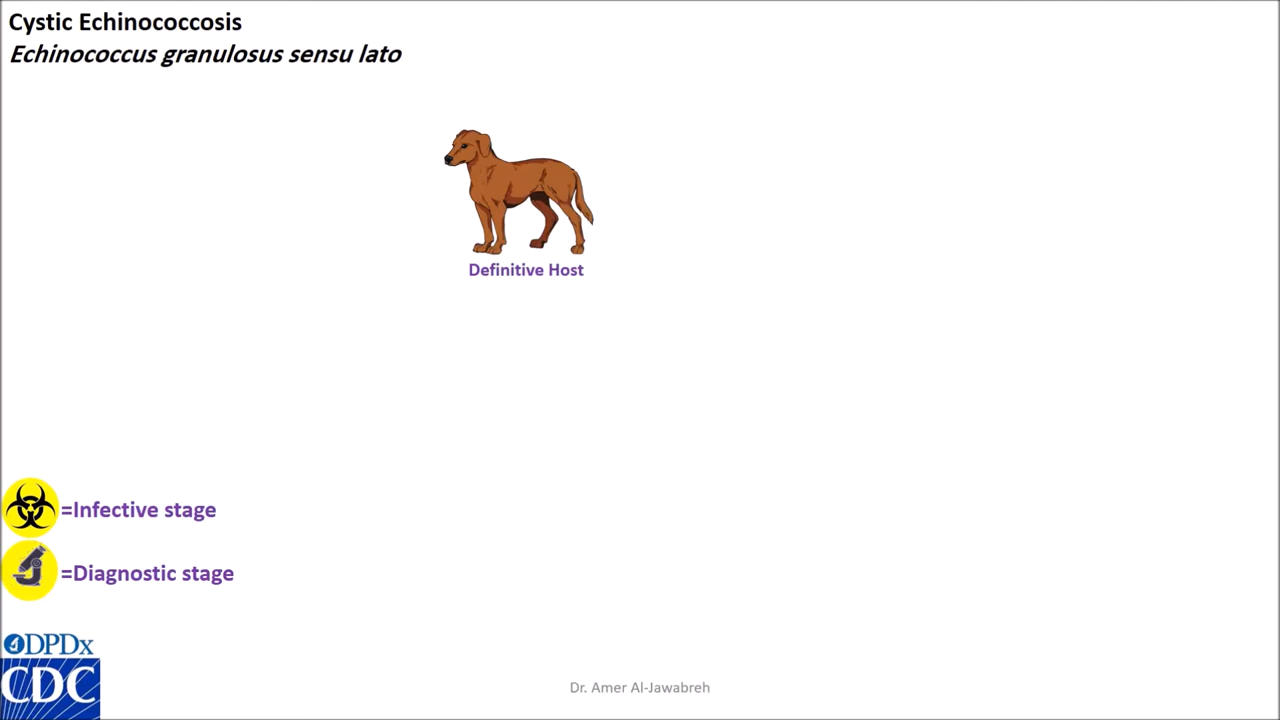 Cystic Echinococcosis
Echinococcus granulosus sensu lato
Definitive Host
=Infective stage
=Diagnostic stage
DPDx
CDC
Dr. Amer Al-Jawabreh